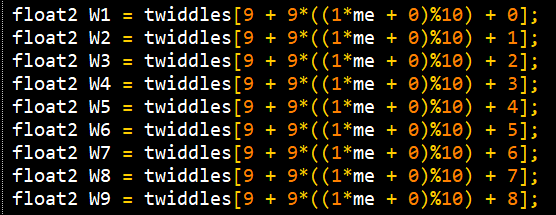 float2 W1 = twiddles[9 + 9*((1*me + 0)%10) + 0];
float2 W2 = twiddles[9 + 9*((1*me + 0)%10) + 1];
float2 W3 = twiddles[9 + 9*((1*me + 0)%10) + 2];
float2 W4 = twiddles[9 + 9*((1*me + 0)%10) + 3];
float2 W5 = twiddles[9 + 9*((1*me + 0)%10) + 4];
float2 W6 = twiddles[9 + 9*((1*me + 0)%10) + 5];
float2 W7 = twiddles[9 + 9*((1*me + 0)%10) + 6];
float2 W8 = twiddles[9 + 9*((1*me + 0)%10) + 7];
float2 W9 = twiddles[9 + 9*((1*me + 0)%10) + 8];